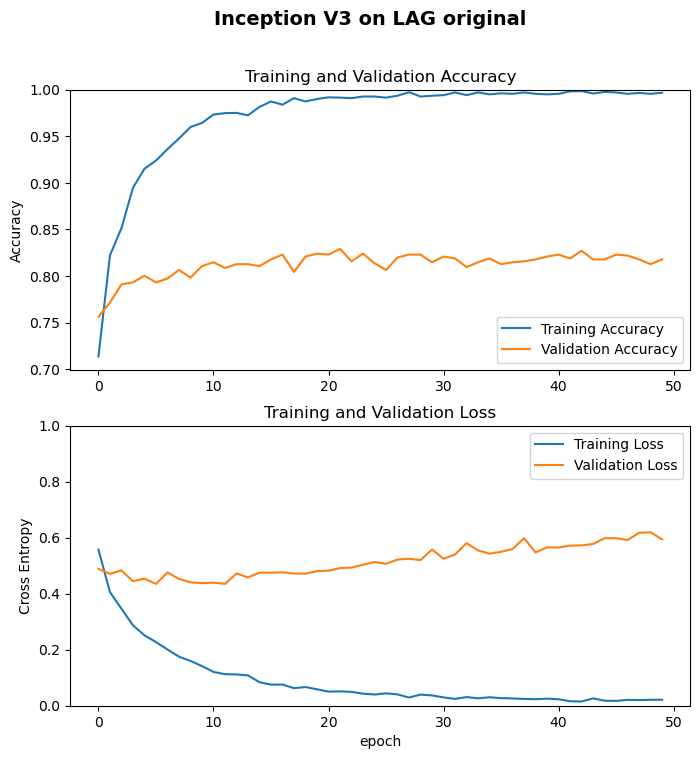 Inception V3 on LAG original
Training and Validation Accuracy
1.00
0.95
0.90
0.85
0.80
0.75
0.70
Accuracy
Training Accuracy
Validation Accuracy
0 10 20 30 40 50
Training and Validation Loss
1.0
0.8
0.6
0.4
0.2
0.0
Cross Entropy
Training Loss
Validation Loss
0 10 20 30 40 50
epoch